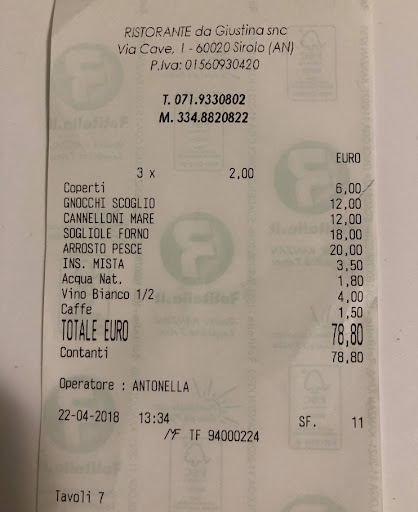 RISTORANTE da Giustina snc
Via Cave, 1 - 60020 Sirolo (AN)
P.Iva: 01560930420
T. 071.9330802
M. 334.8820822
EURO
3 x 2,00
Coperti 6,00
GNOCCHI SCOGLIO 12,00
CANNELLONI MARE 12,00
SOGLIOLE FORNO 18,00
ARROSTO PESCE 20,00
INS. MISTA 3,50
Acqua Nat. 1,80
Vino Bianco 1/2 4,00
Caffe 1,50
TOTALE EURO 78,80
Contanti 78,80
Operatore : ANTONELLA
22-04-2018 13:34 SF. 11
MF TF 94000224
Tavoli 7